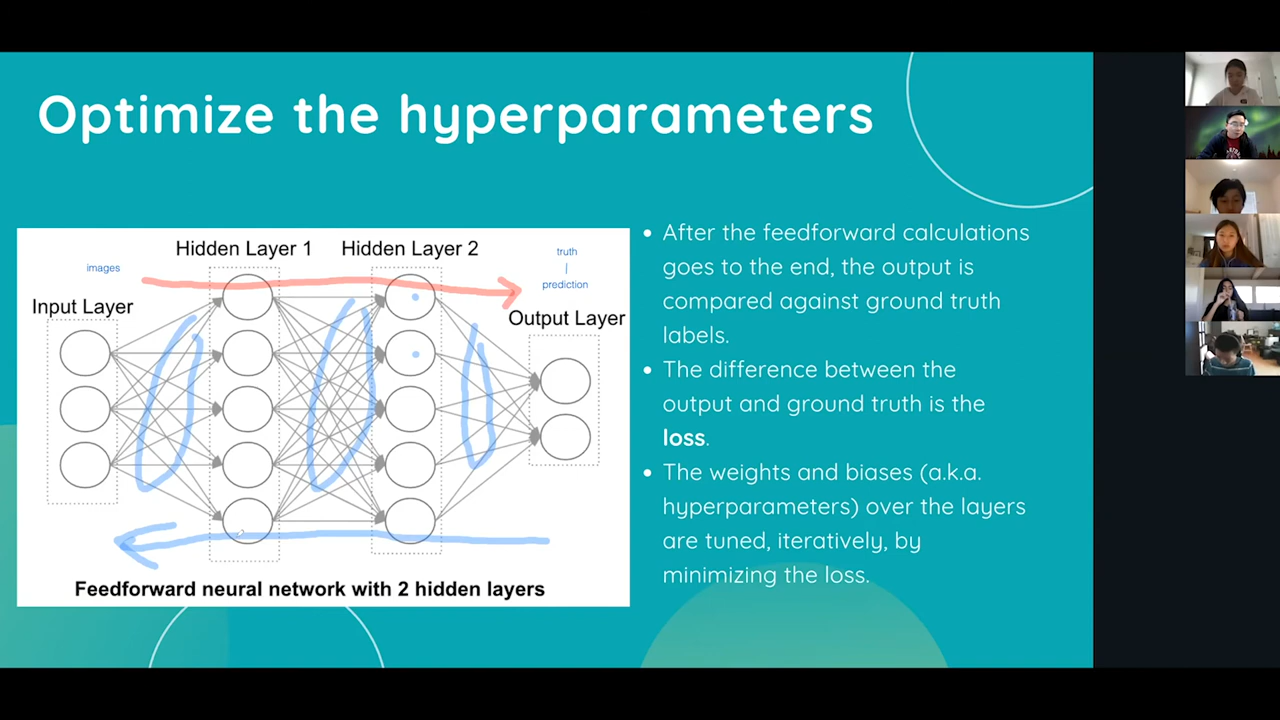 Optimize the hyperparameters
Hidden Layer 1
Hidden Layer 2
images
truth
|
prediction
Input Layer
Output Layer
Feedforward neural network with 2 hidden layers
• After the feedforward calculations
goes to the end, the output is
compared against ground truth
labels.
• The difference between the
output and ground truth is the
loss.
• The weights and biases (a.k.a.
hyperparameters) over the layers
are tuned, iteratively, by
minimizing the loss.